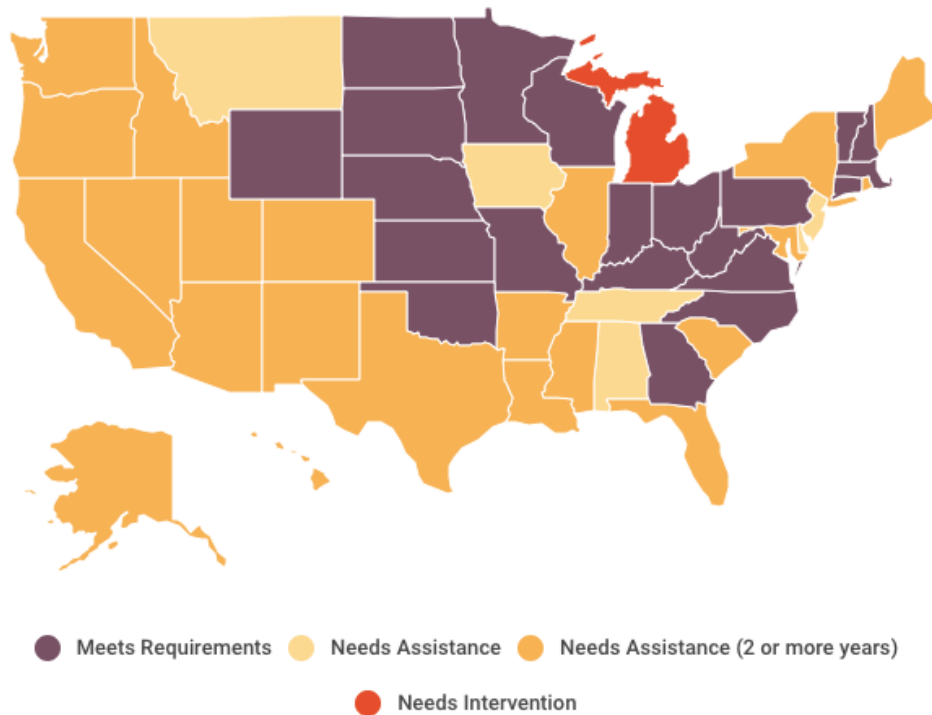 Meets Requirements Needs Assistance Needs Assistance (2 or more years)
Needs Intervention